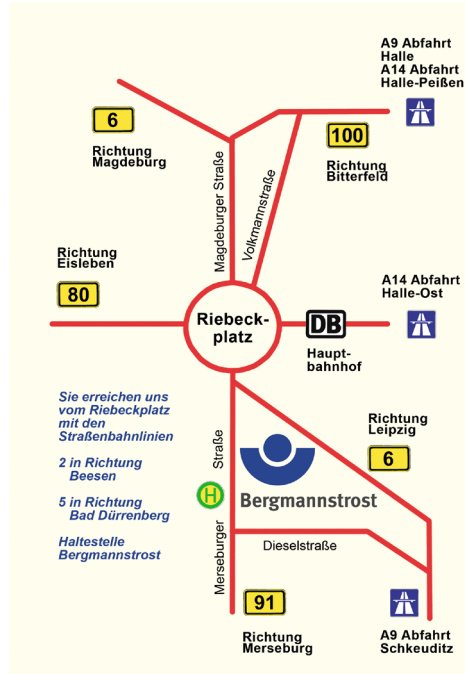 A9 Abfahrt
Halle
A14 Abfahrt
Halle-Peißen
6
Richtung
Magdeburg
100
Richtung
Bitterfeld
Magdeburger Straße
Volkmannstraße
Richtung
Eisleben
80
Riebeck-
platz
DB
Haupt-
bahnhof
A14 Abfahrt
Halle-Ost
Sie erreichen uns
vom Riebeckplatz
mit den
Straßenbahnlinien
2 in Richtung
Beesen
5 in Richtung
Bad Dürrenberg
Haltestelle
Bergmannstrost
Merseburger Straße
H
Bergmannstrost
Richtung
Leipzig
6
Dieselstraße
91
Richtung
Merseburg
A9 Abfahrt
Schkeuditz